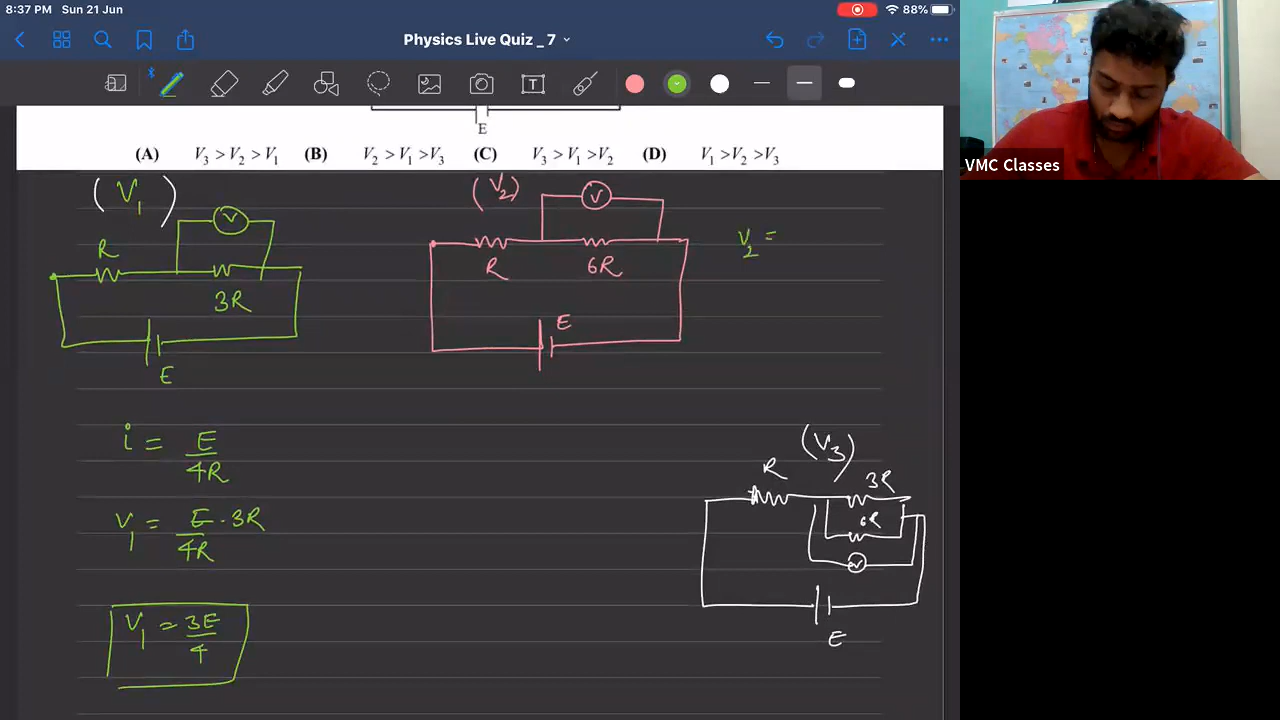 8:37 PM Sun 21 Jun
88%
Physics Live Quiz _ 7
T
E
(A) V₃ > V₂ > V₁ (B) V₂ > V₁ > V₃ (C) V₃ > V₁ > V₂ (D) V₁ > V₂ > V₃
VMC Classes
(V₁)
V
R
3R
E
(V₂)
V
R
6R
E
V₂ =
i = E/4R
V₁ = E/4R · 3R
V₁ = 3E/4
(V₃)
R
3R
6R
V
E